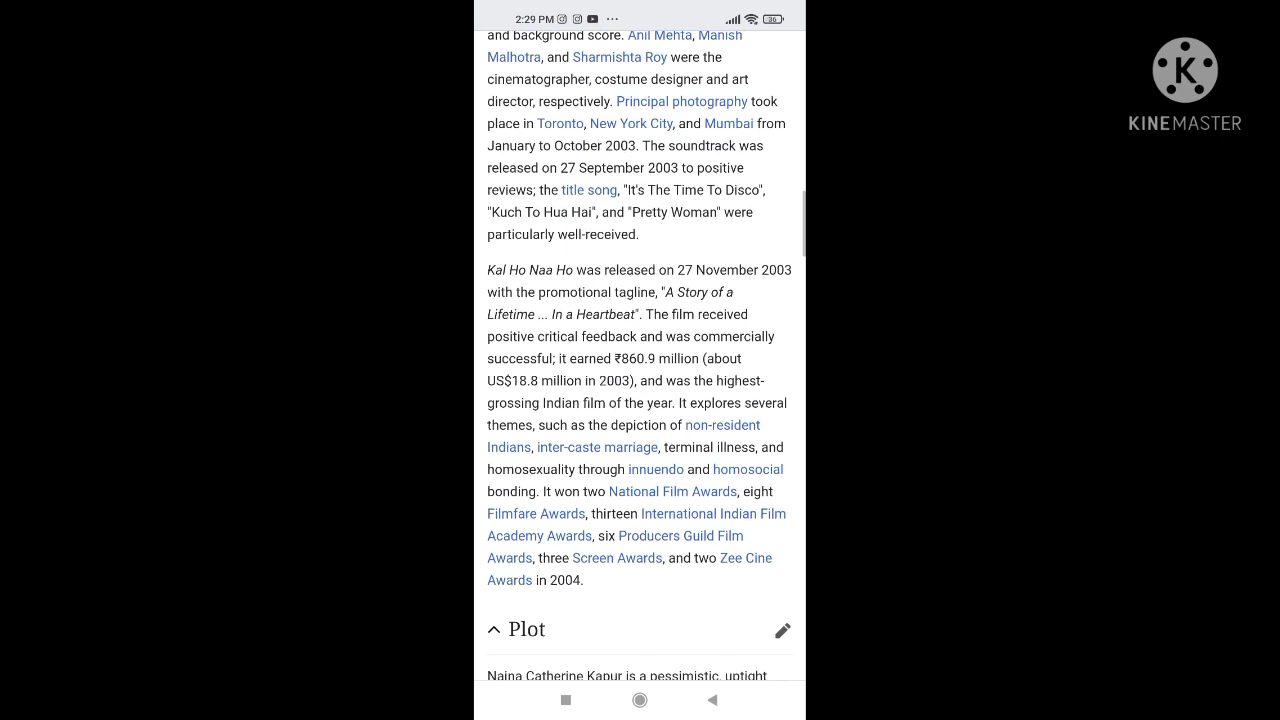 2:29 PM
36
and background score. Anil Mehta, Manish
Malhotra, and Sharmishta Roy were the
cinematographer, costume designer and art
director, respectively. Principal photography took
place in Toronto, New York City, and Mumbai from
January to October 2003. The soundtrack was
released on 27 September 2003 to positive
reviews; the title song, "It's The Time To Disco",
"Kuch To Hua Hai", and "Pretty Woman" were
particularly well-received.
Kal Ho Naa Ho was released on 27 November 2003
with the promotional tagline, "A Story of a
Lifetime ... In a Heartbeat". The film received
positive critical feedback and was commercially
successful; it earned ₹860.9 million (about
US$18.8 million in 2003), and was the highest-
grossing Indian film of the year. It explores several
themes, such as the depiction of non-resident
Indians, inter-caste marriage, terminal illness, and
homosexuality through innuendo and homosocial
bonding. It won two National Film Awards, eight
Filmfare Awards, thirteen International Indian Film
Academy Awards, six Producers Guild Film
Awards, three Screen Awards, and two Zee Cine
Awards in 2004.
Plot
Naina Catherine Kapur is a pessimistic, uptight
K
KINEMASTER